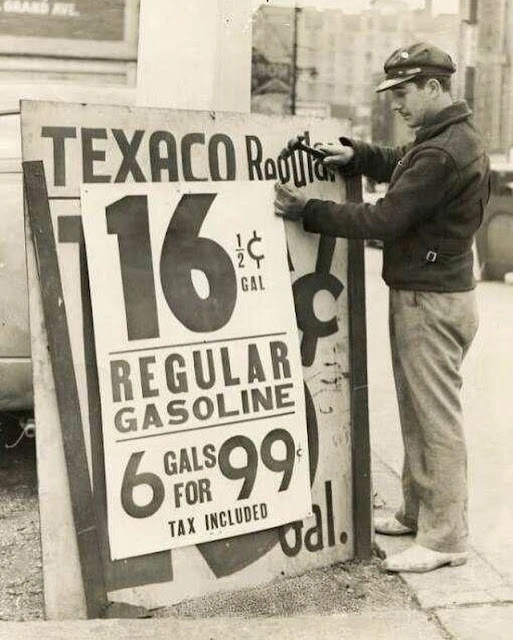 GRAND AVE.
TEXACO Regular
16 ½ ¢
GAL
¢
REGULAR
GASOLINE
6 GALS FOR 99¢
TAX INCLUDED
Gal.